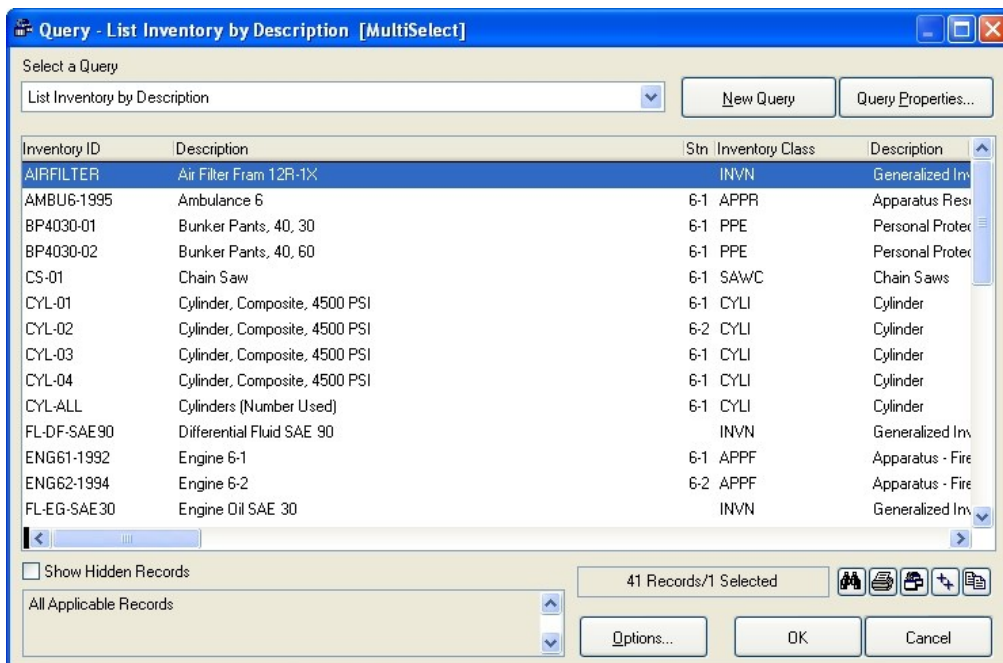 Query - List Inventory by Description [MultiSelect]
Select a Query
List Inventory by Description New Query Query Properties...
Inventory ID Description Stn Inventory Class Description
AIRFILTER Air Filter Fram 12R-1X INVN Generalized Inv
AMBU6-1995 Ambulance 6 6-1 APPR Apparatus Res
BP4030-01 Bunker Pants, 40, 30 6-1 PPE Personal Protec
BP4030-02 Bunker Pants, 40, 60 6-1 PPE Personal Protec
CS-01 Chain Saw 6-1 SAWC Chain Saws
CYL-01 Cylinder, Composite, 4500 PSI 6-1 CYLI Cylinder
CYL-02 Cylinder, Composite, 4500 PSI 6-2 CYLI Cylinder
CYL-03 Cylinder, Composite, 4500 PSI 6-1 CYLI Cylinder
CYL-04 Cylinder, Composite, 4500 PSI 6-1 CYLI Cylinder
CYL-ALL Cylinders (Number Used) 6-1 CYLI Cylinder
FL-DF-SAE90 Differential Fluid SAE 90 INVN Generalized Inv
ENG61-1992 Engine 6-1 6-1 APPF Apparatus - Fire
ENG62-1994 Engine 6-2 6-2 APPF Apparatus - Fire
FL-EG-SAE30 Engine Oil SAE 30 INVN Generalized Inv
Show Hidden Records
41 Records/1 Selected
All Applicable Records
Options... OK Cancel